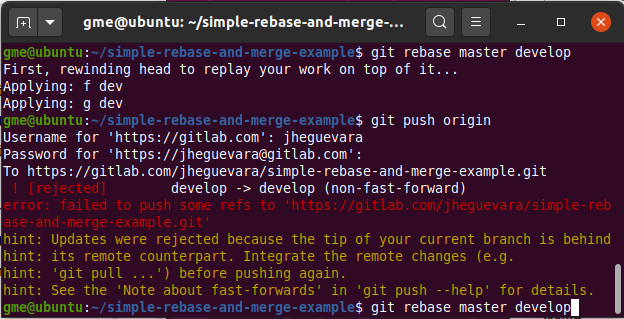 gme@ubuntu: ~/simple-rebase-and-merge-...
gme@ubuntu:~/simple-rebase-and-merge-example$ git rebase master develop
First, rewinding head to replay your work on top of it...
Applying: f dev
Applying: g dev
gme@ubuntu:~/simple-rebase-and-merge-example$ git push origin
Username for 'https://gitlab.com': jheguevara
Password for 'https://jheguevara@gitlab.com':
To https://gitlab.com/jheguevara/simple-rebase-and-merge-example.git
 ! [rejected]        develop -> develop (non-fast-forward)
error: failed to push some refs to 'https://gitlab.com/jheguevara/simple-reb
ase-and-merge-example.git'
hint: Updates were rejected because the tip of your current branch is behind
hint: its remote counterpart. Integrate the remote changes (e.g.
hint: 'git pull ...') before pushing again.
hint: See the 'Note about fast-forwards' in 'git push --help' for details.
gme@ubuntu:~/simple-rebase-and-merge-example$ git rebase master develop